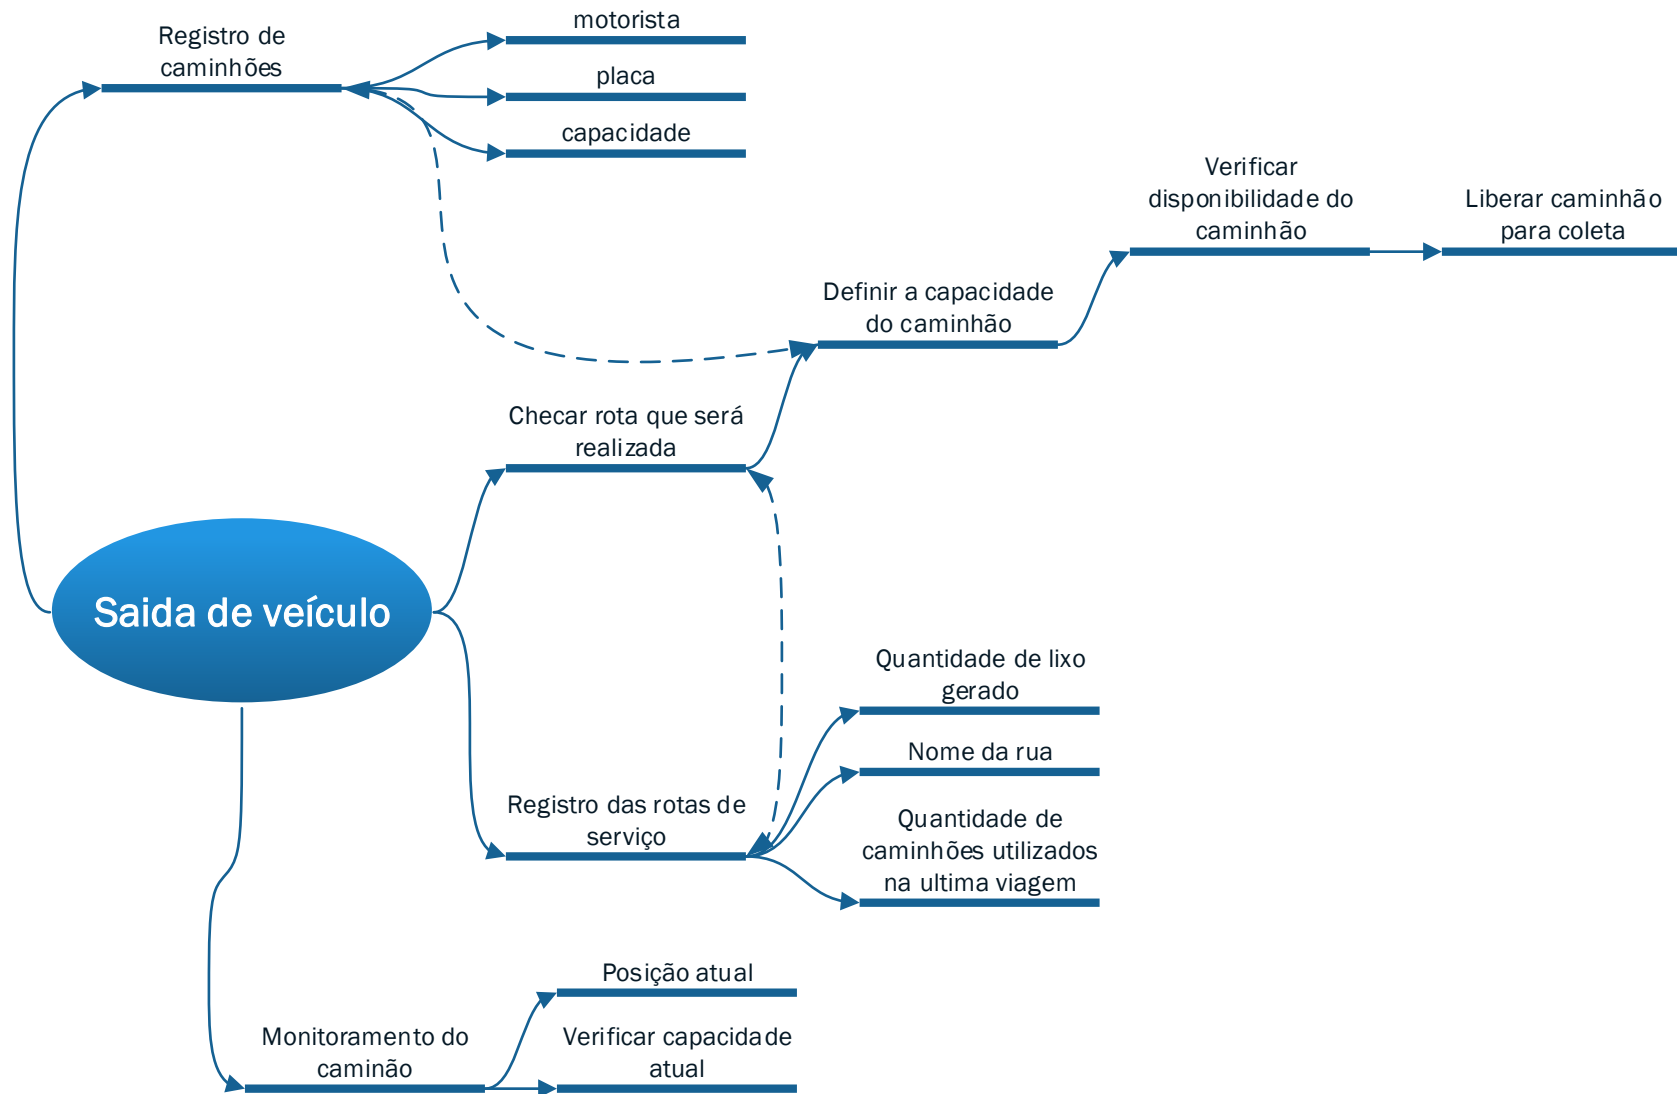 motorista
Registro de
caminhões
placa
capacidade
Verificar
disponibilidade do
caminhão
Liberar caminhão
para coleta
Definir a capacidade
do caminhão
Checar rota que será
realizada
Saida de veículo
Quantidade de lixo
gerado
Nome da rua
Registro das rotas de
serviço
Quantidade de
caminhões utilizados
na ultima viagem
Posição atual
Monitoramento do
caminão
Verificar capacidade
atual